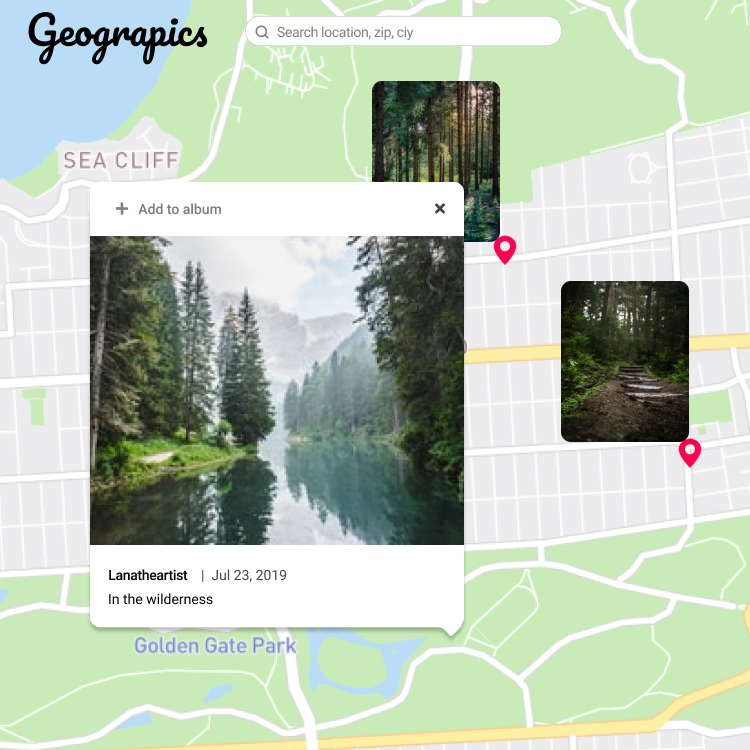 Geograpics
Search location, zip, ciy
SEA CLIFF
Add to album
Lanatheartist | Jul 23, 2019
In the wilderness
Golden Gate Park